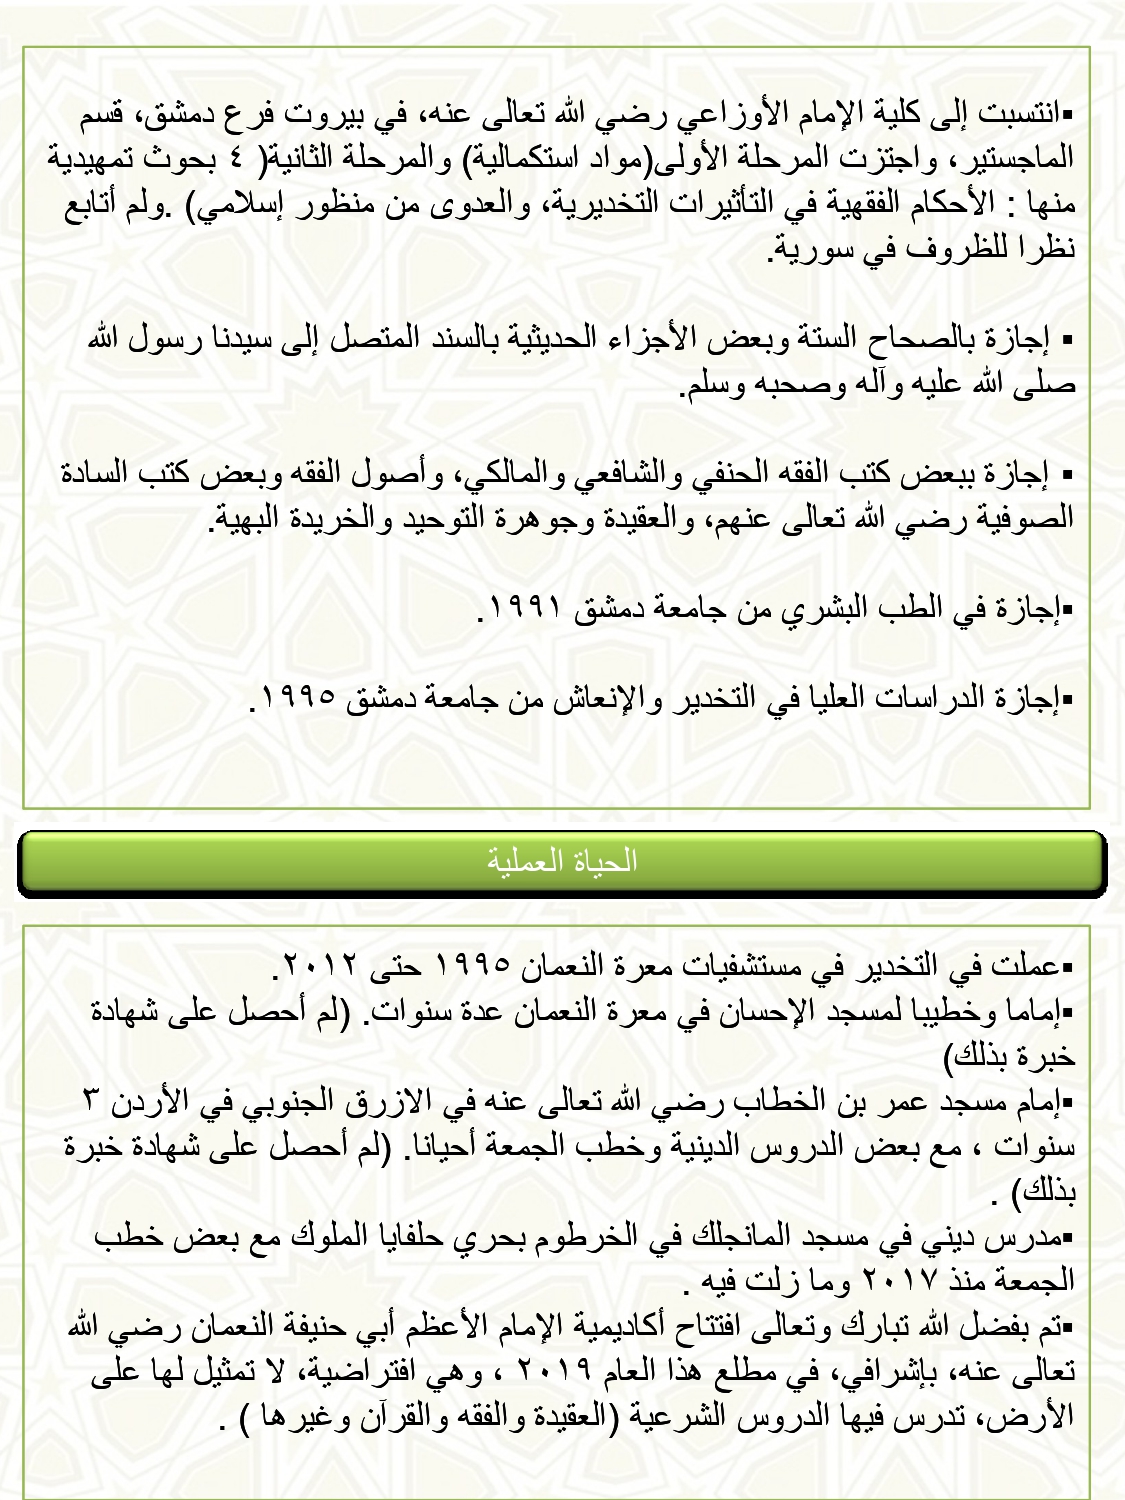 ▪انتسبت إلى كلية الإمام الأوزاعي رضي الله تعالى عنه، في بيروت فرع دمشق، قسم
الماجستير، واجتزت المرحلة الأولى(مواد استكمالية) والمرحلة الثانية( ٤ بحوث تمهيدية
منها : الأحكام الفقهية في التأثيرات التخديرية، والعدوى من منظور إسلامي) .ولم أتابع
نظرا للظروف في سورية.
▪ إجازة بالصحاح الستة وبعض الأجزاء الحديثية بالسند المتصل إلى سيدنا رسول الله
صلى الله عليه وآله وصحبه وسلم.
▪ إجازة ببعض كتب الفقه الحنفي والشافعي والمالكي، وأصول الفقه وبعض كتب السادة
الصوفية رضي الله تعالى عنهم، والعقيدة وجوهرة التوحيد والخريدة البهية.
▪إجازة في الطب البشري من جامعة دمشق ١٩٩١.
▪إجازة الدراسات العليا في التخدير والإنعاش من جامعة دمشق ١٩٩٥.
الحياة العملية
▪عملت في التخدير في مستشفيات معرة النعمان ١٩٩٥ حتى ٢٠١٢.
▪إماما وخطيبا لمسجد الإحسان في معرة النعمان عدة سنوات. (لم أحصل على شهادة
خبرة بذلك)
▪إمام مسجد عمر بن الخطاب رضي الله تعالى عنه في الازرق الجنوبي في الأردن ٣
سنوات ، مع بعض الدروس الدينية وخطب الجمعة أحيانا. (لم أحصل على شهادة خبرة
بذلك) .
▪مدرس ديني في مسجد المانجلك في الخرطوم بحري حلفايا الملوك مع بعض خطب
الجمعة منذ ٢٠١٧ وما زلت فيه .
▪تم بفضل الله تبارك وتعالى افتتاح أكاديمية الإمام الأعظم أبي حنيفة النعمان رضي الله
تعالى عنه، بإشرافي، في مطلع هذا العام ٢٠١٩ ، وهي افتراضية، لا تمثيل لها على
الأرض، تدرس فيها الدروس الشرعية (العقيدة والفقه والقرآن وغيرها ) .